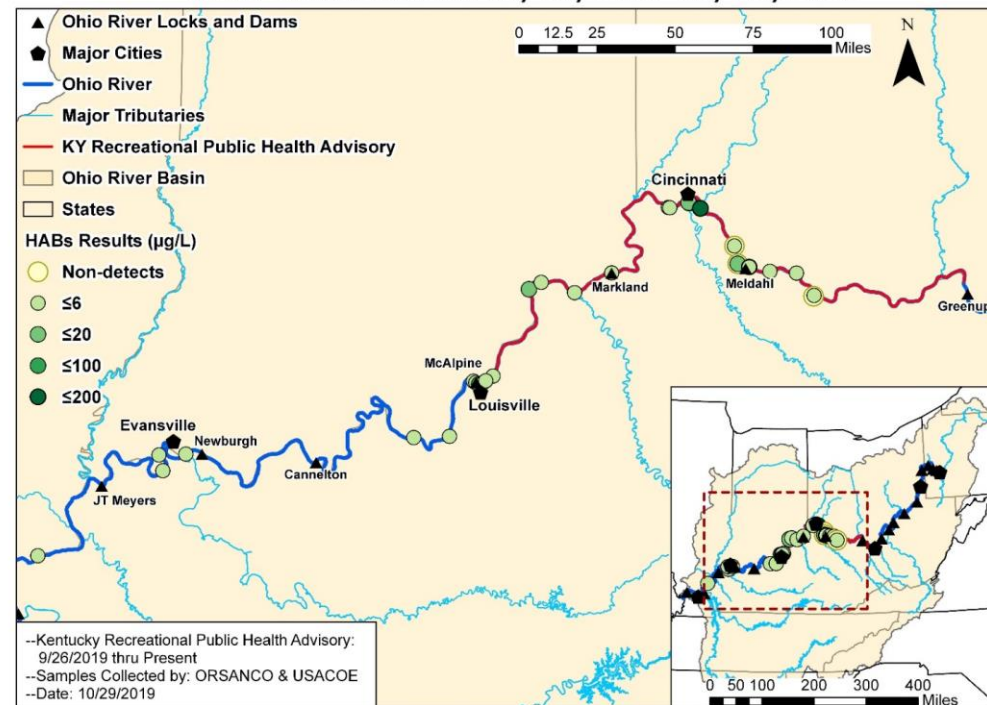 Ohio River Locks and Dams
Major Cities
Ohio River
Major Tributaries
KY Recreational Public Health Advisory
Ohio River Basin
States
HABs Results (µg/L)
Non-detects
≤6
≤20
≤100
≤200
0 12.5 25 50 75 100
Miles
N
Cincinnati
Markland
Meldahl
Greenup
McAlpine
Louisville
Evansville
Newburgh
Cannelton
JT Meyers
--Kentucky Recreational Public Health Advisory:
9/26/2019 thru Present
--Samples Collected by: ORSANCO & USACOE
--Date: 10/29/2019
0 50 100 200 300 400
Miles